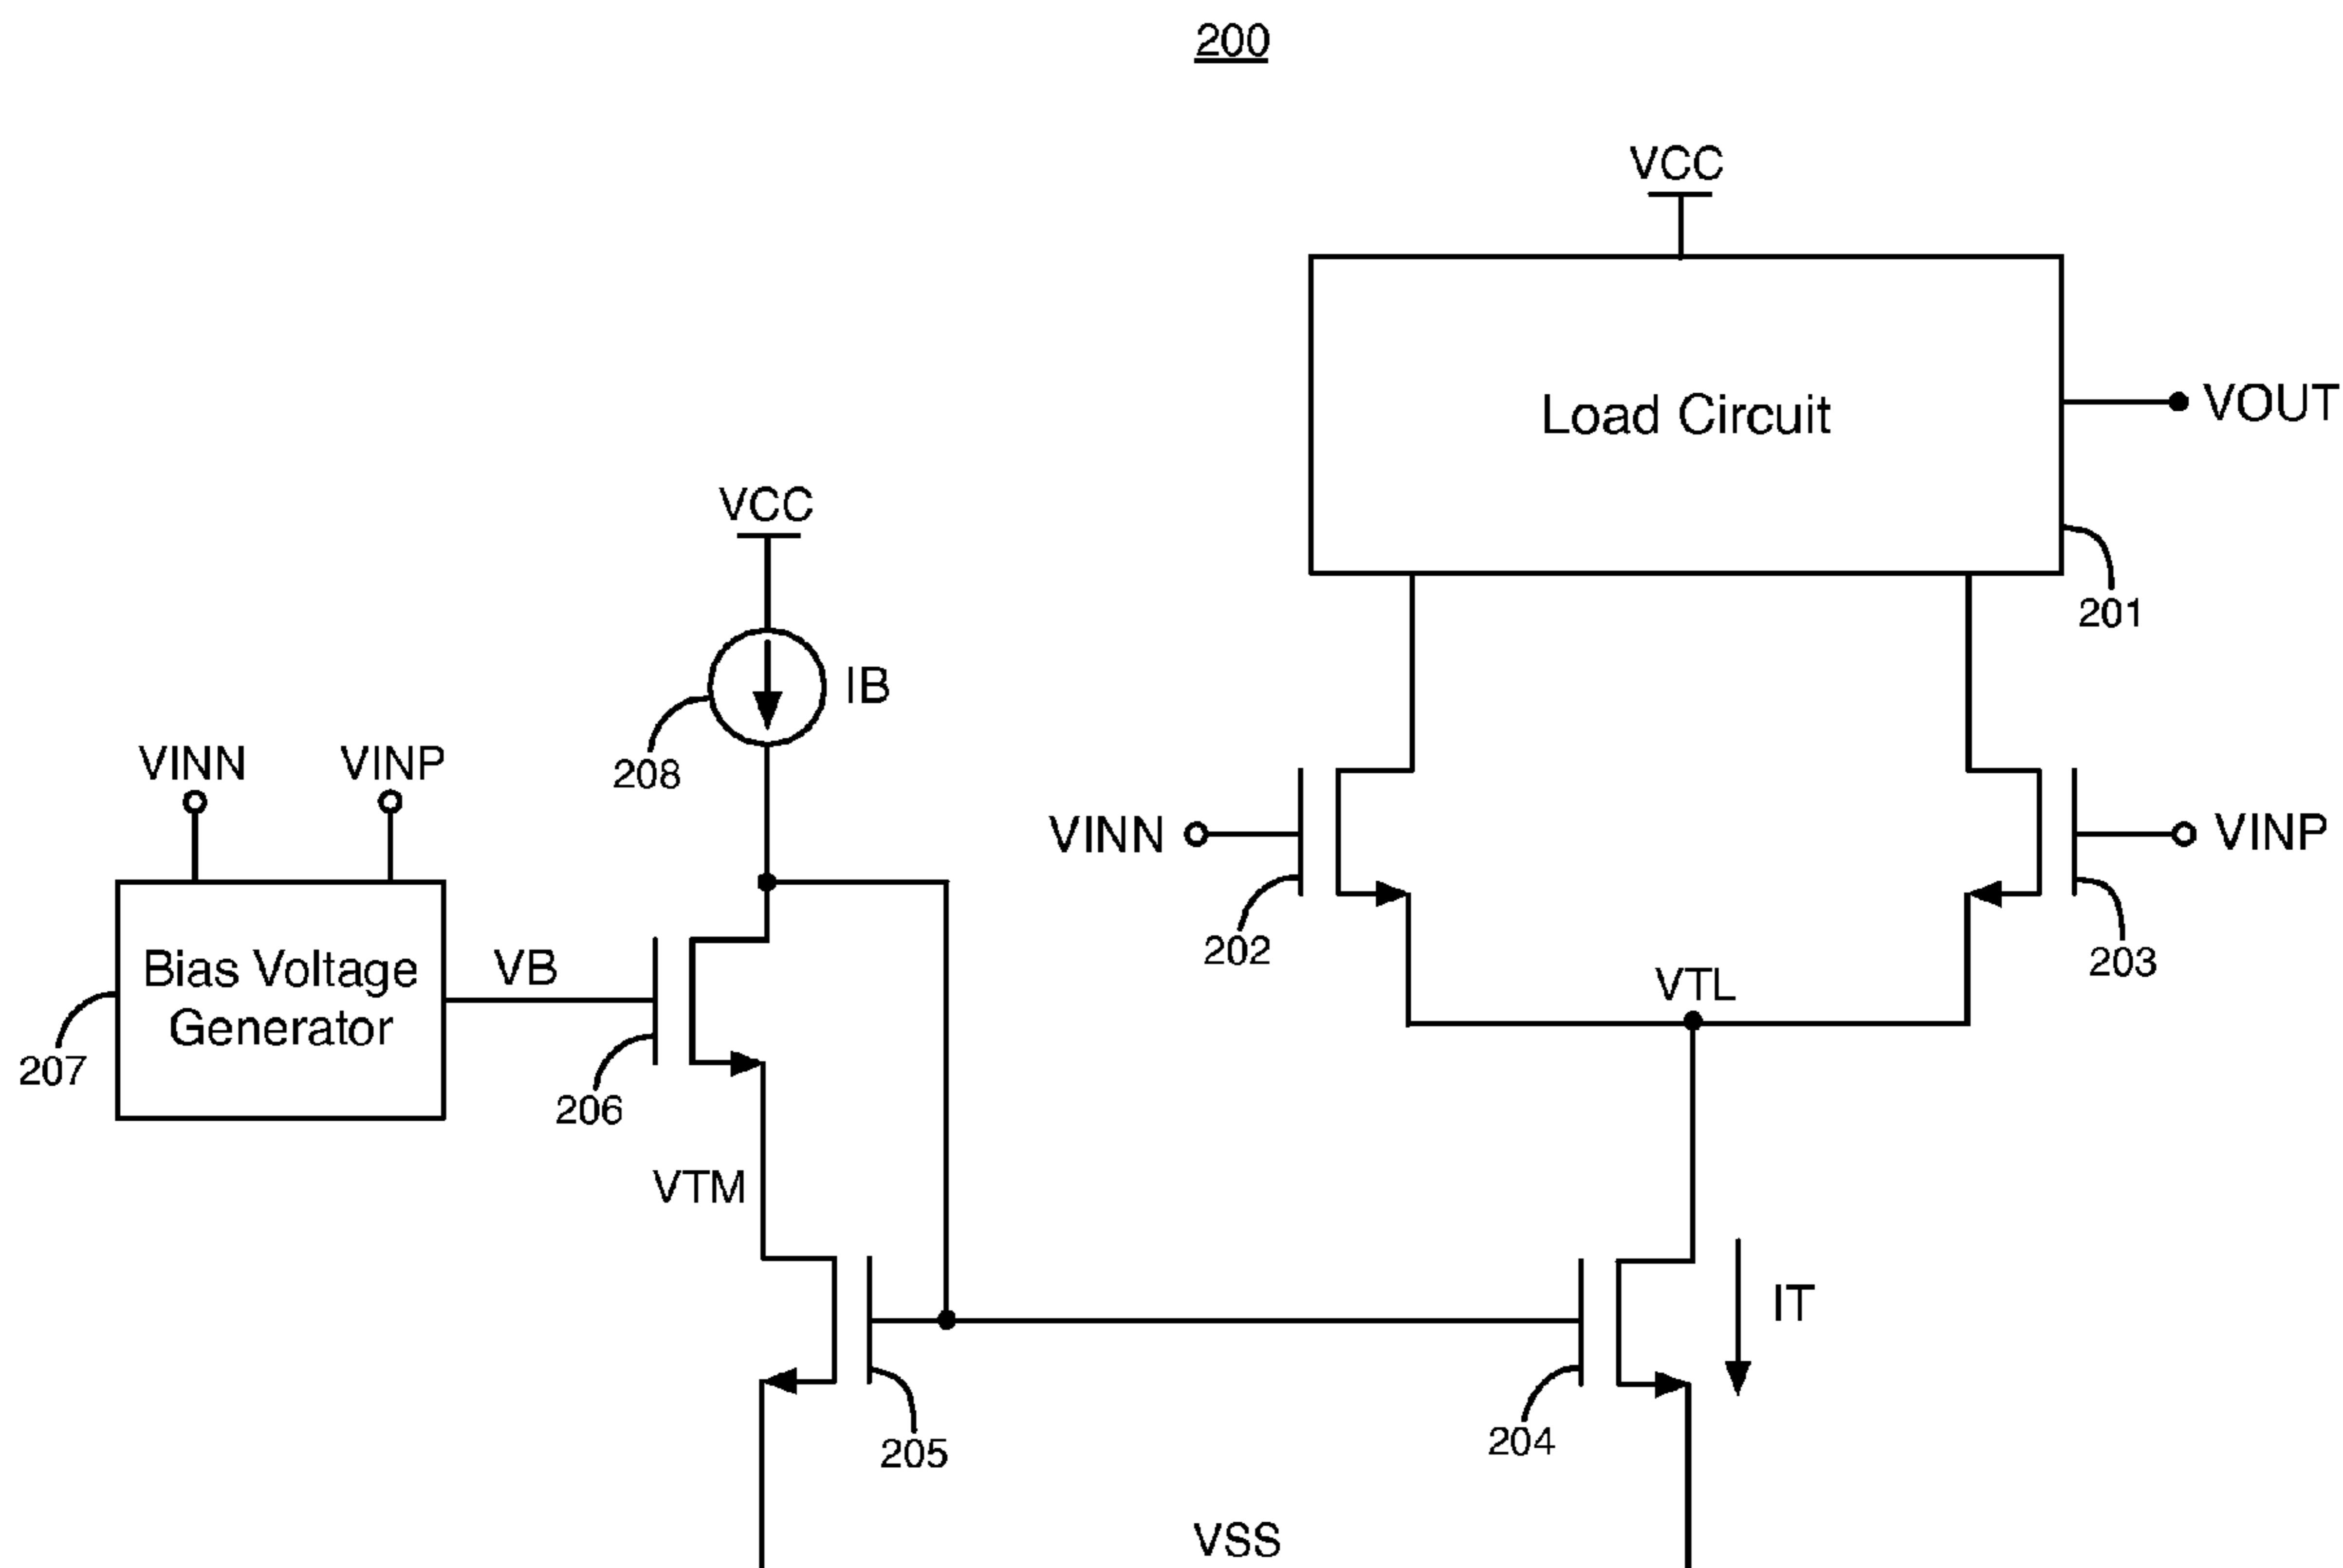 200
VCC
Load Circuit
VOUT
VCC
201
IB
208
VINN
VINP
VINN
VINP
Bias Voltage
Generator
VB
202
203
VTL
207
206
VTM
IT
205
204
VSS